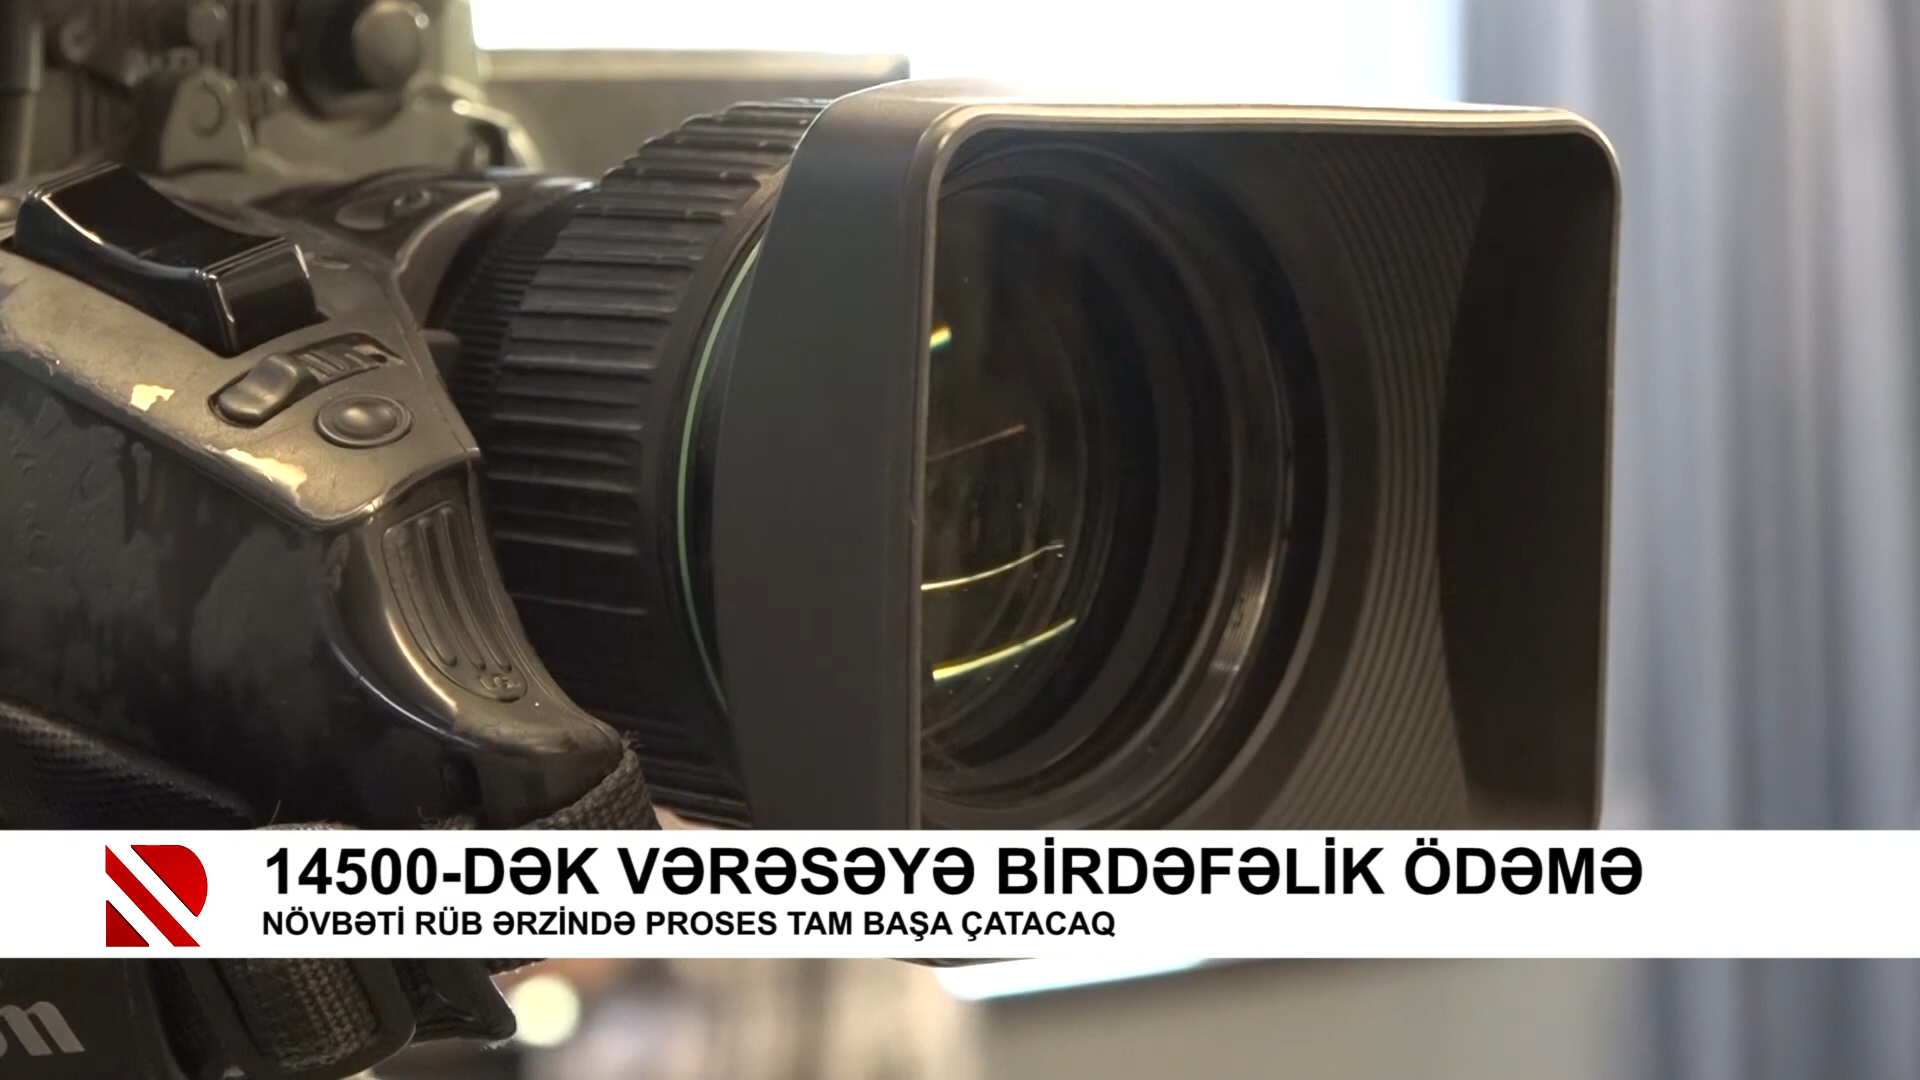 14500-DƏK VƏRƏSƏYƏ BİRDƏFƏLİK ÖDƏMƏ
NÖVBƏTİ RÜB ƏRZİNDƏ PROSES TAM BAŞA ÇATACAQ